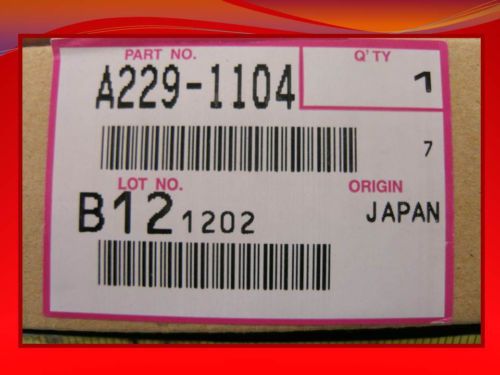 PART NO. Q'TY
A229-1104 1
7
LOT NO. ORIGIN
B12 1202 JAPAN